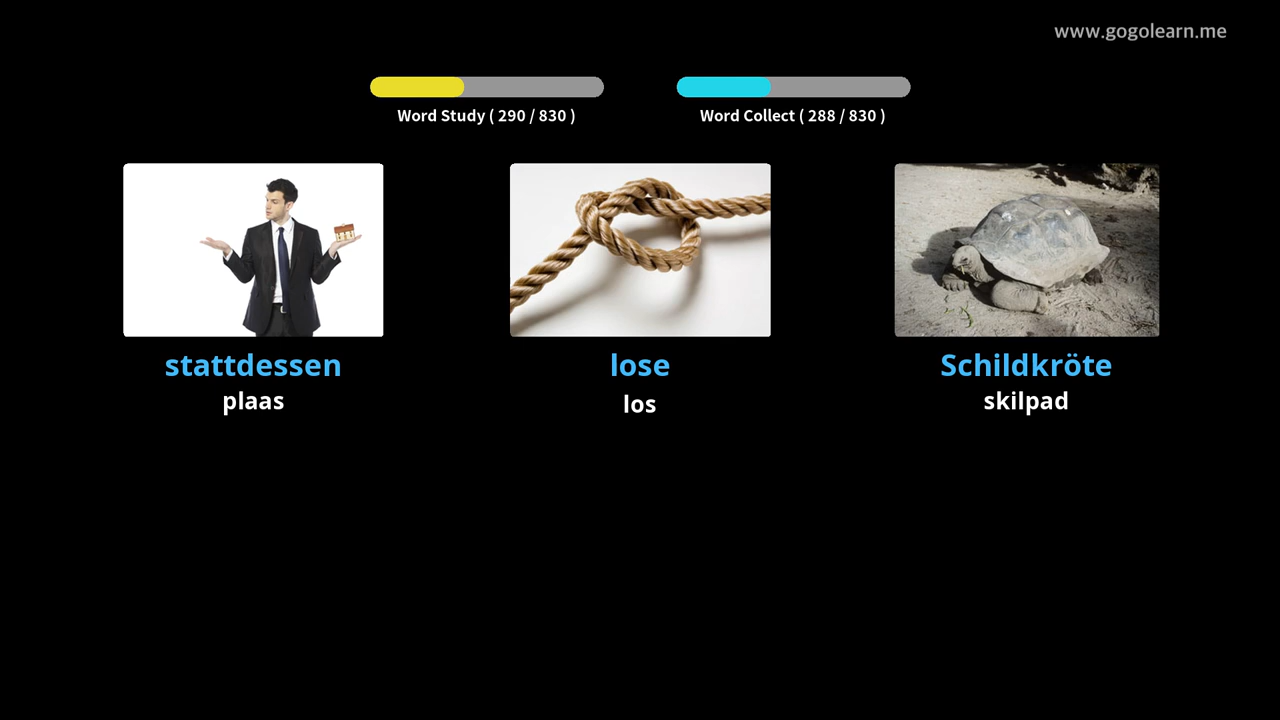 www.gogolearn.me
Word Study ( 290 / 830 )
Word Collect ( 288 / 830 )
stattdessen
plaas
lose
los
Schildkröte
skilpad